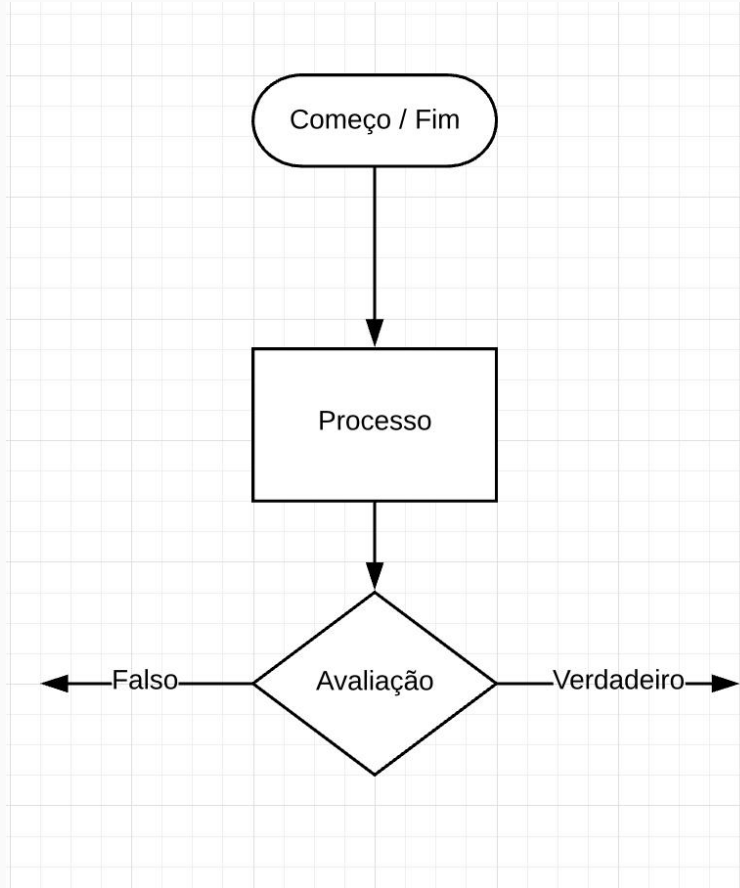 Começo / Fim
Processo
Falso
Avaliação
Verdadeiro